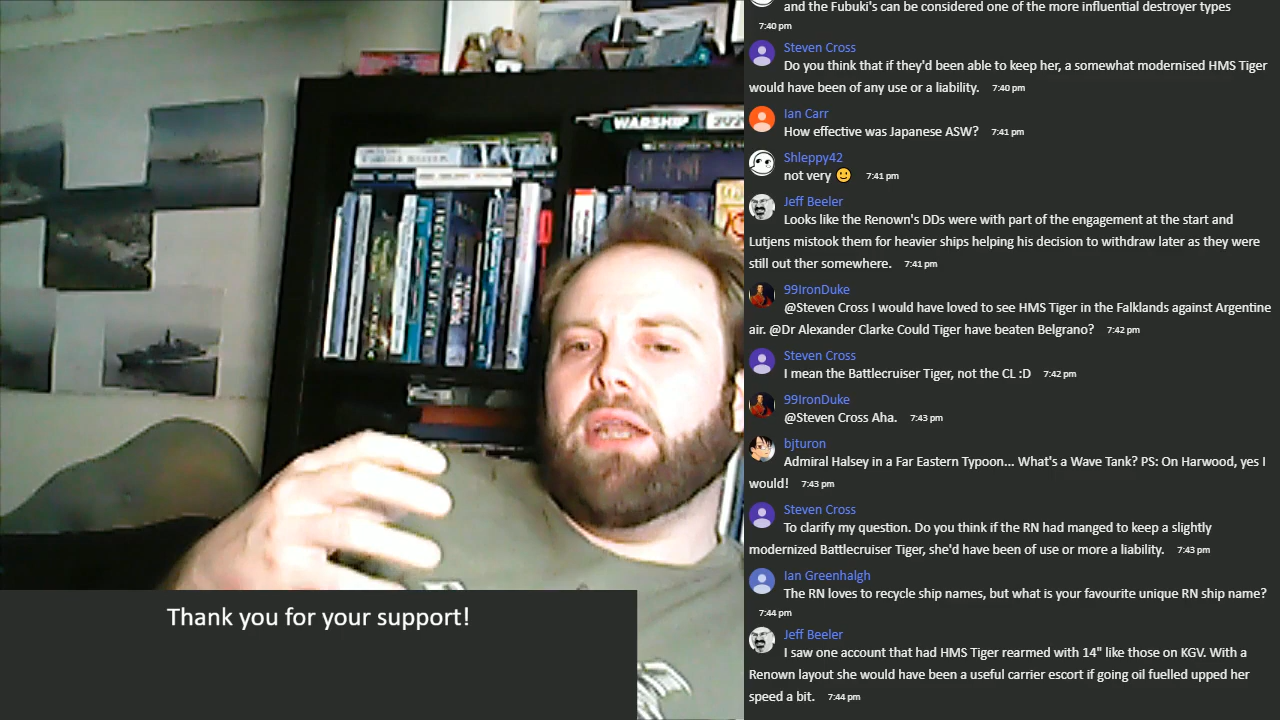 and the Fubuki's can be considered one of the more influential destroyer types
7:40 pm
Steven Cross
Do you think that if they'd been able to keep her, a somewhat modernised HMS Tiger
would have been of any use or a liability. 7:40 pm
Ian Carr
How effective was Japanese ASW? 7:41 pm
Shleppy42
not very 🙂 7:41 pm
Jeff Beeler
Looks like the Renown's DDs were with part of the engagement at the start and
Lutjens mistook them for heavier ships helping his decision to withdraw later as they were
still out ther somewhere. 7:41 pm
99IronDuke
@Steven Cross I would have loved to see HMS Tiger in the Falklands against Argentine
air. @Dr Alexander Clarke Could Tiger have beaten Belgrano? 7:42 pm
Steven Cross
I mean the Battlecruiser Tiger, not the CL :D 7:42 pm
99IronDuke
@Steven Cross Aha. 7:43 pm
bjturon
Admiral Halsey in a Far Eastern Typoon... What's a Wave Tank? PS: On Harwood, yes I
would! 7:43 pm
Steven Cross
To clarify my question. Do you think if the RN had manged to keep a slightly
modernized Battlecruiser Tiger, she'd have been of use or more a liability. 7:43 pm
Ian Greenhalgh
The RN loves to recycle ship names, but what is your favourite unique RN ship name?
7:44 pm
Jeff Beeler
I saw one account that had HMS Tiger rearmed with 14" like those on KGV. With a
Renown layout she would have been a useful carrier escort if going oil fuelled upped her
speed a bit. 7:44 pm
WARSHIP
Thank you for your support!